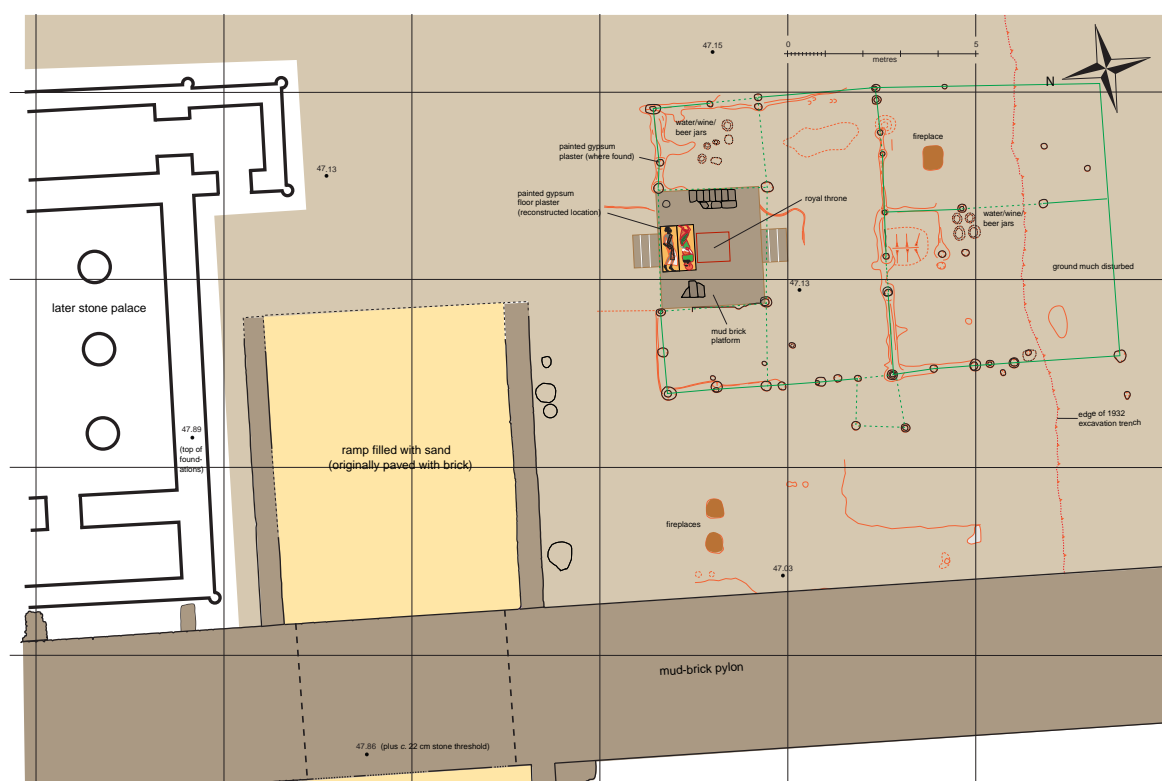 47.15
0
5
metres
N
water/wine/
beer jars
fireplace
painted gypsum
plaster (where found)
47.13
painted gypsum
floor plaster
(reconstructed location)
royal throne
water/wine/
beer jars
ground much disturbed
47.13
later stone palace
mud brick
platform
edge of 1932
excavation trench
47.89
(top of
found-
ations)
ramp filled with sand
(originally paved with brick)
fireplaces
47.03
mud-brick pylon
47.86 (plus c. 22 cm stone threshold)